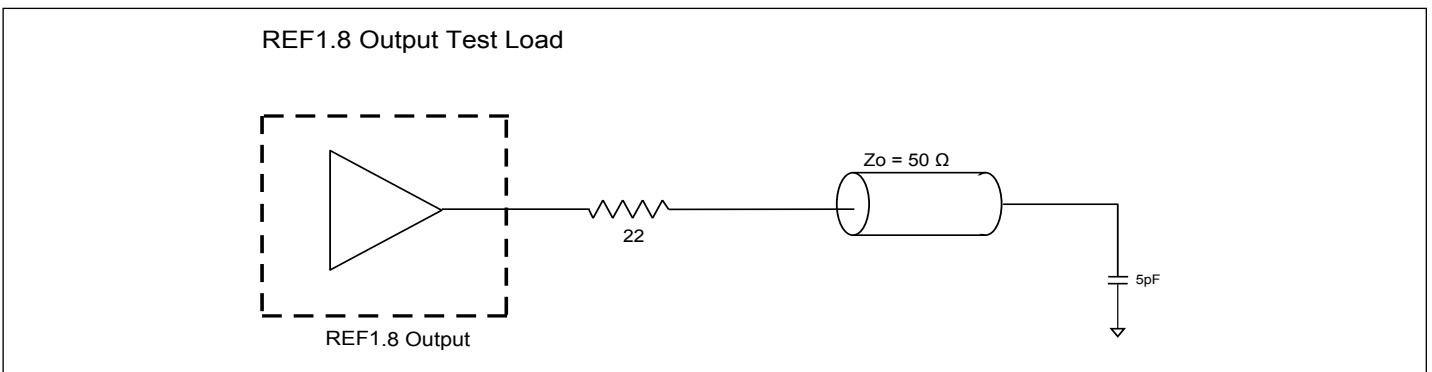 REF1.8 Output Test Load
Zo = 50 Ω
22
5pF
REF1.8 Output